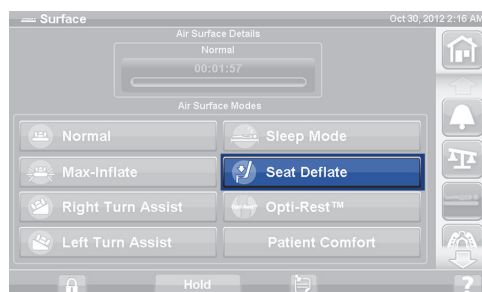 Surface
Oct 30, 2012 2:16 AM
Air Surface Details
Normal
00:01:57
Air Surface Modes
Normal
Sleep Mode
Max-Inflate
Seat Deflate
Right Turn Assist
Opti-Rest™
Left Turn Assist
Patient Comfort
Hold
?